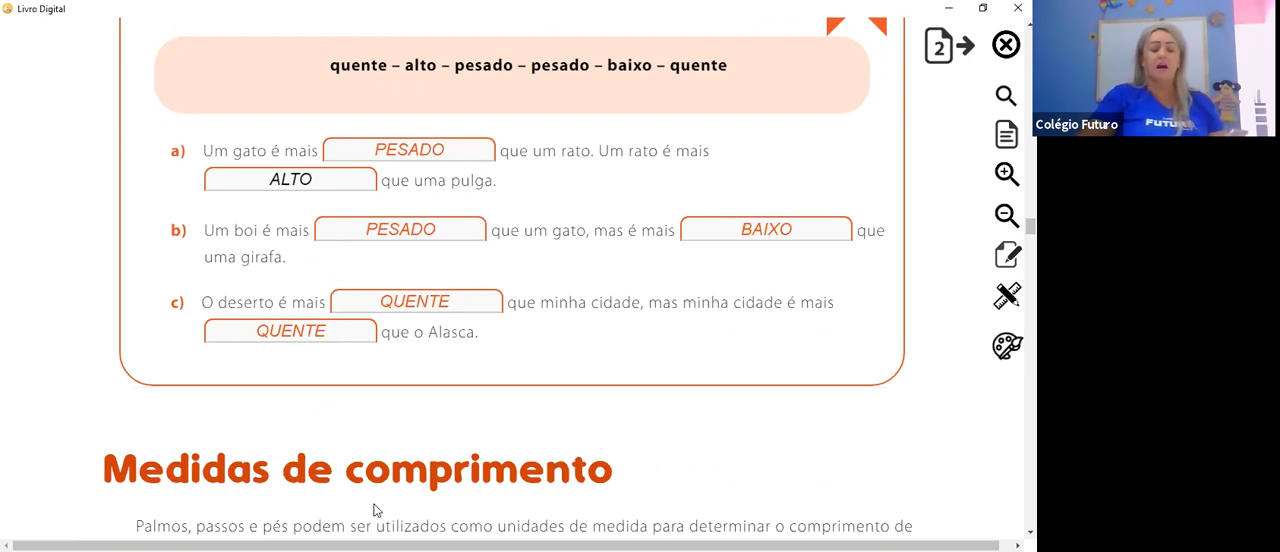 Livro Digital
quente – alto – pesado – pesado – baixo – quente
2
Colégio Futuro
FUTURO
a) Um gato é mais PESADO que um rato. Um rato é mais
ALTO que uma pulga.
b) Um boi é mais PESADO que um gato, mas é mais BAIXO que
uma girafa.
c) O deserto é mais QUENTE que minha cidade, mas minha cidade é mais
QUENTE que o Alasca.
Medidas de comprimento
Palmos, passos e pés podem ser utilizados como unidades de medida para determinar o comprimento de